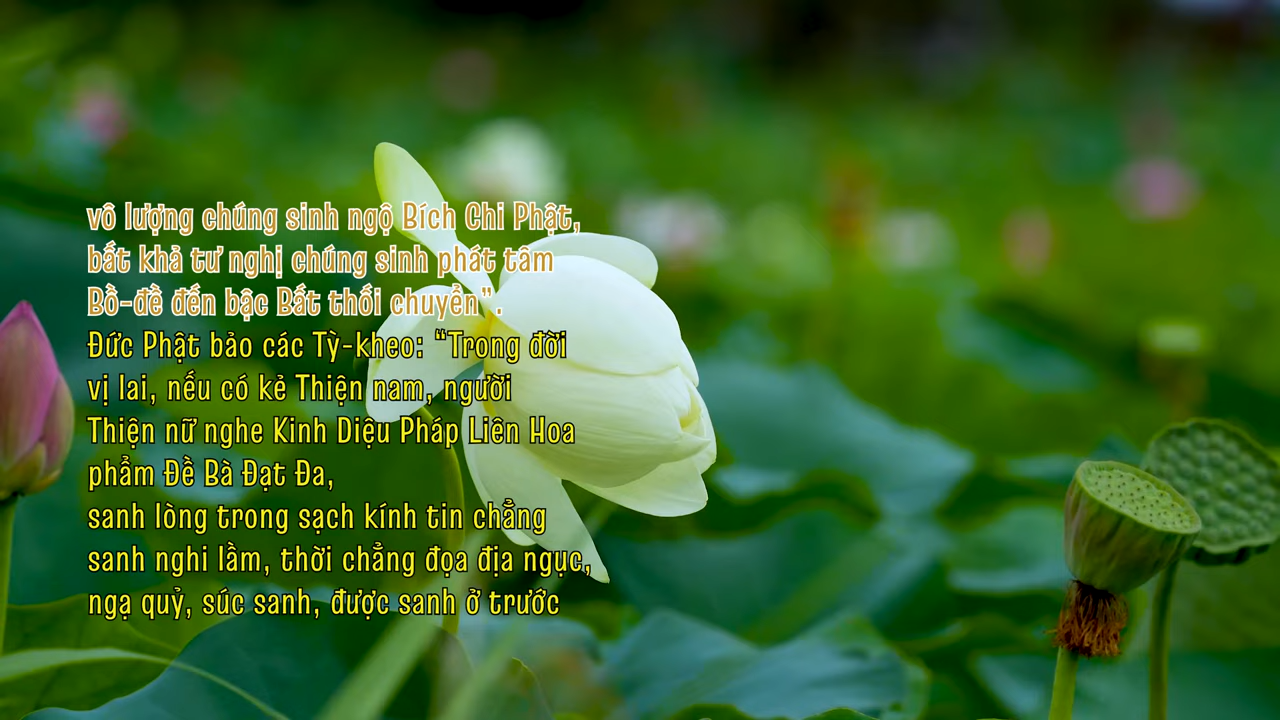 vô lượng chúng sinh ngộ Bích Chi Phật,
bất khả tư nghị chúng sinh phát tâm
Bồ-đề đến bậc Bất thối chuyển".
Đức Phật bảo các Tỳ-kheo: “Trong đời
vị lai, nếu có kẻ Thiện nam, người
Thiện nữ nghe Kinh Diệu Pháp Liên Hoa
phẩm Đề Bà Đạt Đa,
sanh lòng trong sạch kính tin chẳng
sanh nghi lầm, thời chẳng đọa địa ngục,
ngạ quỷ, súc sanh, được sanh ở trước